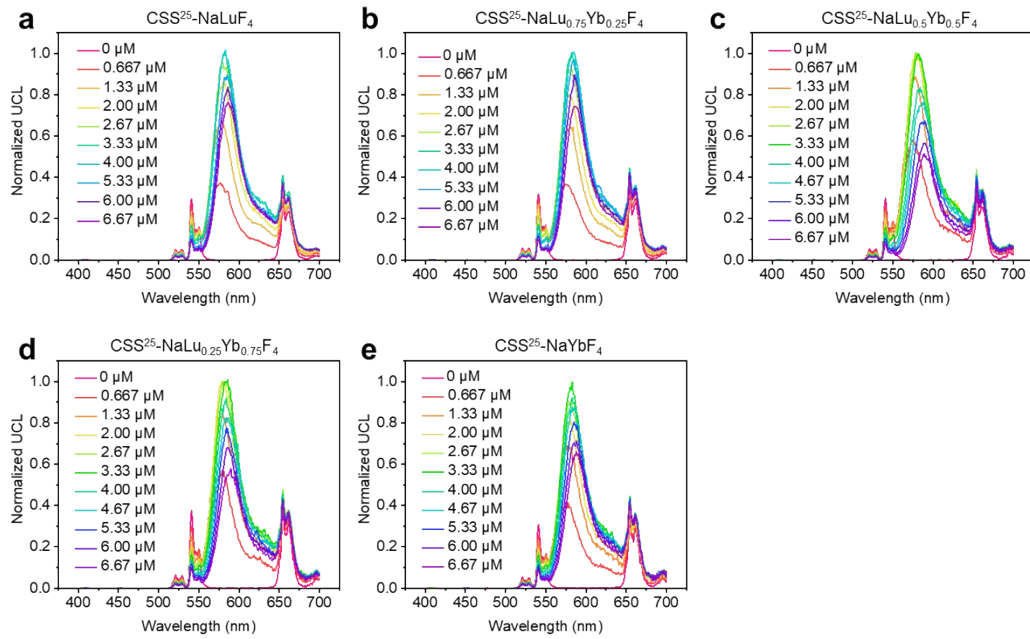 a
CSS²⁵-NaLuF₄
Normalized UCL
1.0
0.8
0.6
0.4
0.2
0.0
0 µM
0.667 µM
1.33 µM
2.00 µM
2.67 µM
3.33 µM
4.00 µM
5.33 µM
6.00 µM
6.67 µM
400 450 500 550 600 650 700
Wavelength (nm)
b
CSS²⁵-NaLu₀.₇₅Yb₀.₂₅F₄
Normalized UCL
1.0
0.8
0.6
0.4
0.2
0.0
0 µM
0.667 µM
1.33 µM
2.00 µM
2.67 µM
3.33 µM
4.00 µM
5.33 µM
6.00 µM
6.67 µM
400 450 500 550 600 650 700
Wavelength (nm)
c
CSS²⁵-NaLu₀.₅Yb₀.₅F₄
Normalized UCL
1.0
0.8
0.6
0.4
0.2
0.0
0 µM
0.667 µM
1.33 µM
2.00 µM
2.67 µM
3.33 µM
4.00 µM
4.67 µM
5.33 µM
6.00 µM
6.67 µM
400 450 500 550 600 650 700
Wavelength (nm)
d
CSS²⁵-NaLu₀.₂₅Yb₀.₇₅F₄
Normalized UCL
1.0
0.8
0.6
0.4
0.2
0.0
0 µM
0.667 µM
1.33 µM
2.00 µM
2.67 µM
3.33 µM
4.00 µM
4.67 µM
5.33 µM
6.00 µM
6.67 µM
400 450 500 550 600 650 700
Wavelength (nm)
e
CSS²⁵-NaYbF₄
Normalized UCL
1.0
0.8
0.6
0.4
0.2
0.0
0 µM
0.667 µM
1.33 µM
2.00 µM
2.67 µM
3.33 µM
4.00 µM
4.67 µM
5.33 µM
6.00 µM
6.67 µM
400 450 500 550 600 650 700
Wavelength (nm)